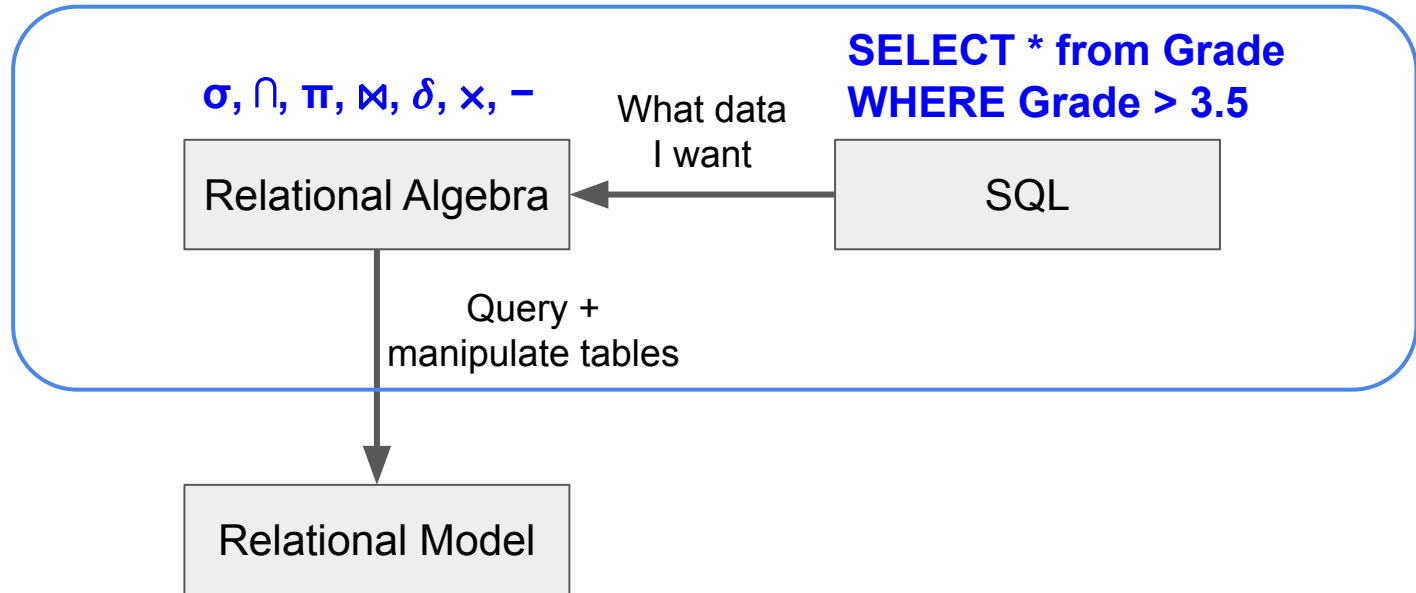 σ, ∩, π, ⋈, δ, ×, −
SELECT * from Grade
WHERE Grade > 3.5
What data
I want
Relational Algebra
SQL
Query +
manipulate tables
Relational Model